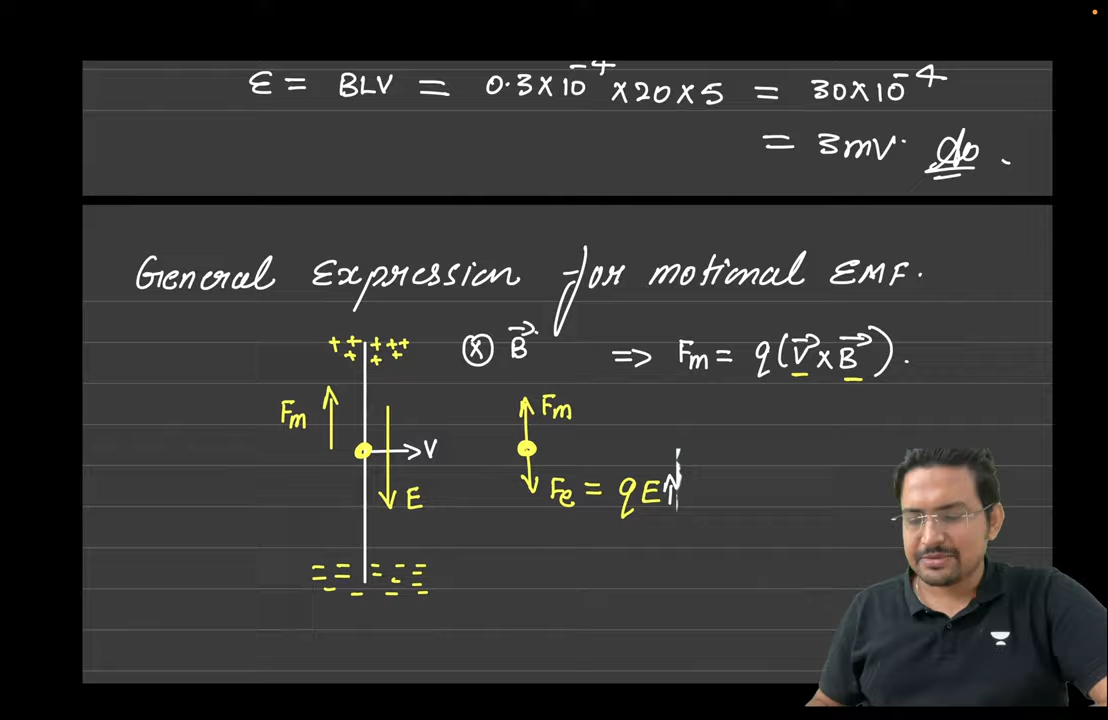 ε = BLV = 0.3×10⁻⁴ × 20 × 5 = 30×10⁻⁴
= 3mV.
General Expression for motional EMF.
+ + + + + + + +
⊗ B⃗
⇒ Fm = q(V⃗ × B⃗).
Fm
V
E
Fm
Fe = qE↑